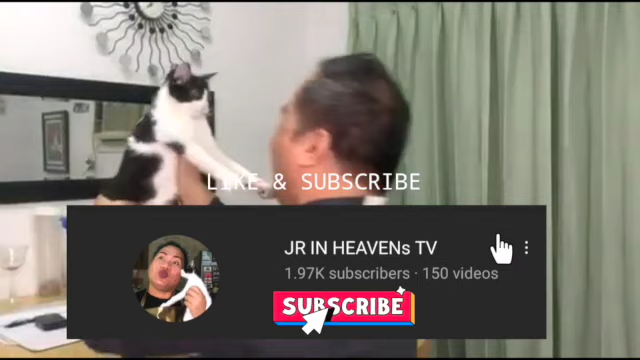 LIKE & SUBSCRIBE
JR IN HEAVENs TV
1.97K subscribers · 150 videos
SUBSCRIBE